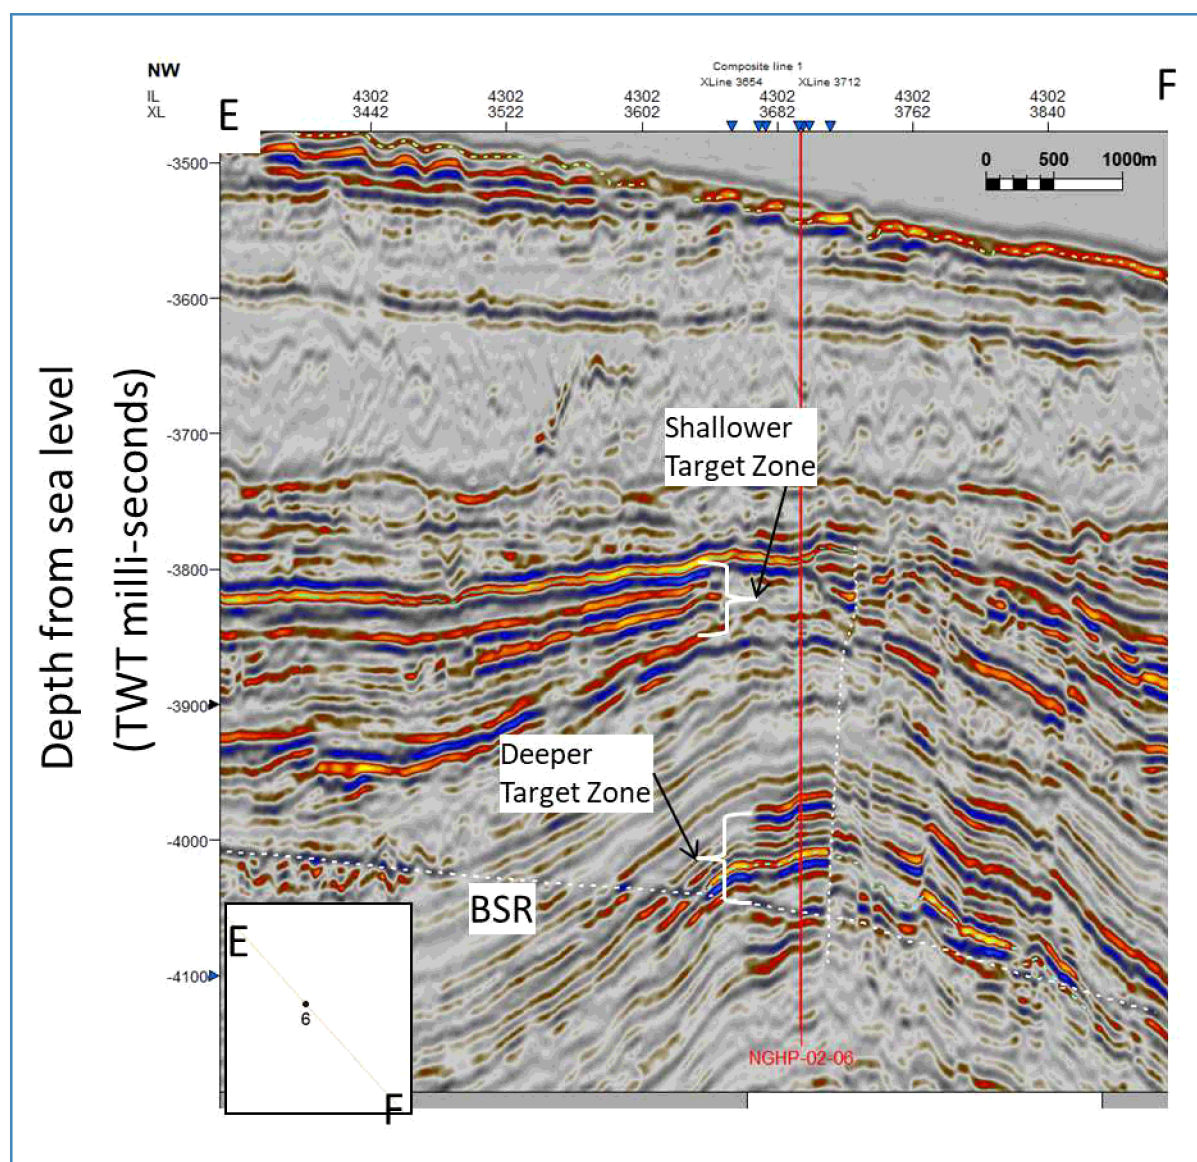 NW
Composite line 1
XLine 3654 XLine 3712
E
F
IL 4302 4302 4302 4302 4302 4302
XL 3442 3522 3602 3682 3762 3840
0 500 1000m
-3500
-3600
-3700
-3800
-3900
-4000
-4100
Depth from sea level
(TWT milli-seconds)
Shallower
Target Zone
Deeper
Target Zone
BSR
E
6
F
NGHP-02-06